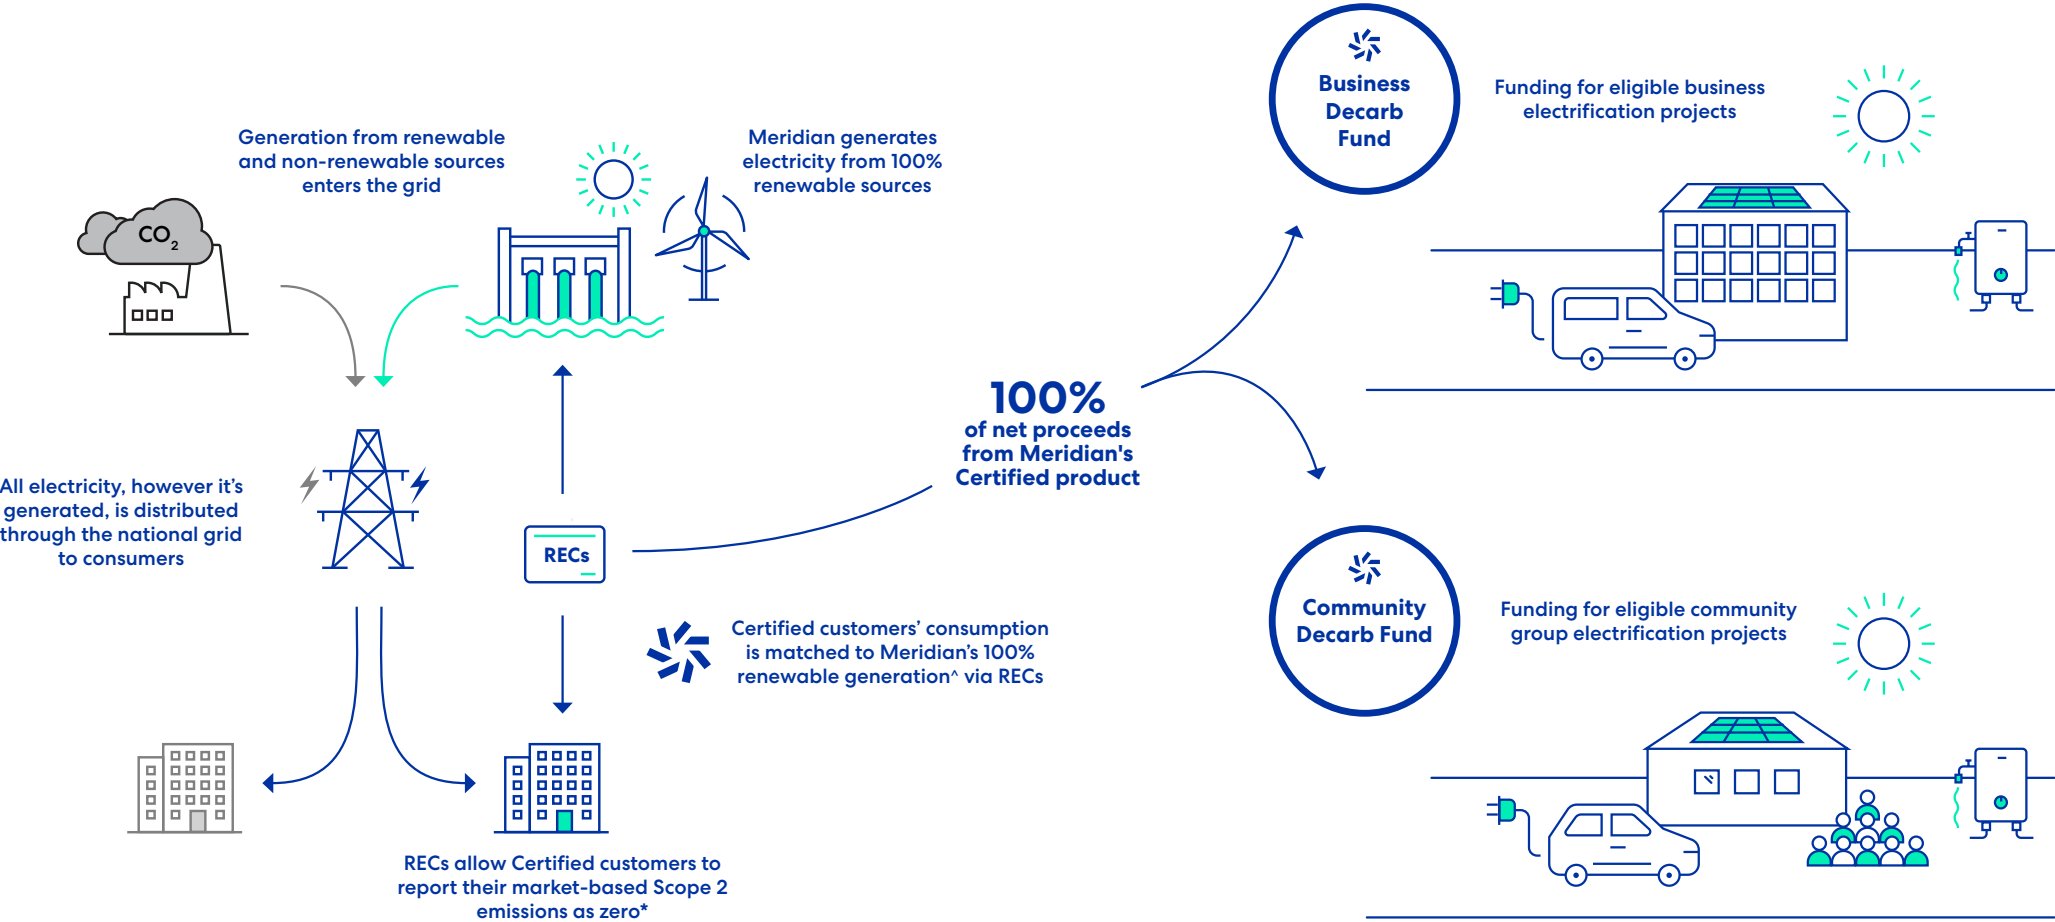 Generation from renewable
and non-renewable sources
enters the grid
Meridian generates
electricity from 100%
renewable sources
CO2
All electricity, however it's
generated, is distributed
through the national grid
to consumers
RECs
Certified customers’ consumption
is matched to Meridian’s 100%
renewable generation^ via RECs
RECs allow Certified customers to
report their market-based Scope 2
emissions as zero*
100%
of net proceeds
from Meridian's
Certified product
Business
Decarb
Fund
Funding for eligible business
electrification projects
Community
Decarb Fund
Funding for eligible community
group electrification projects